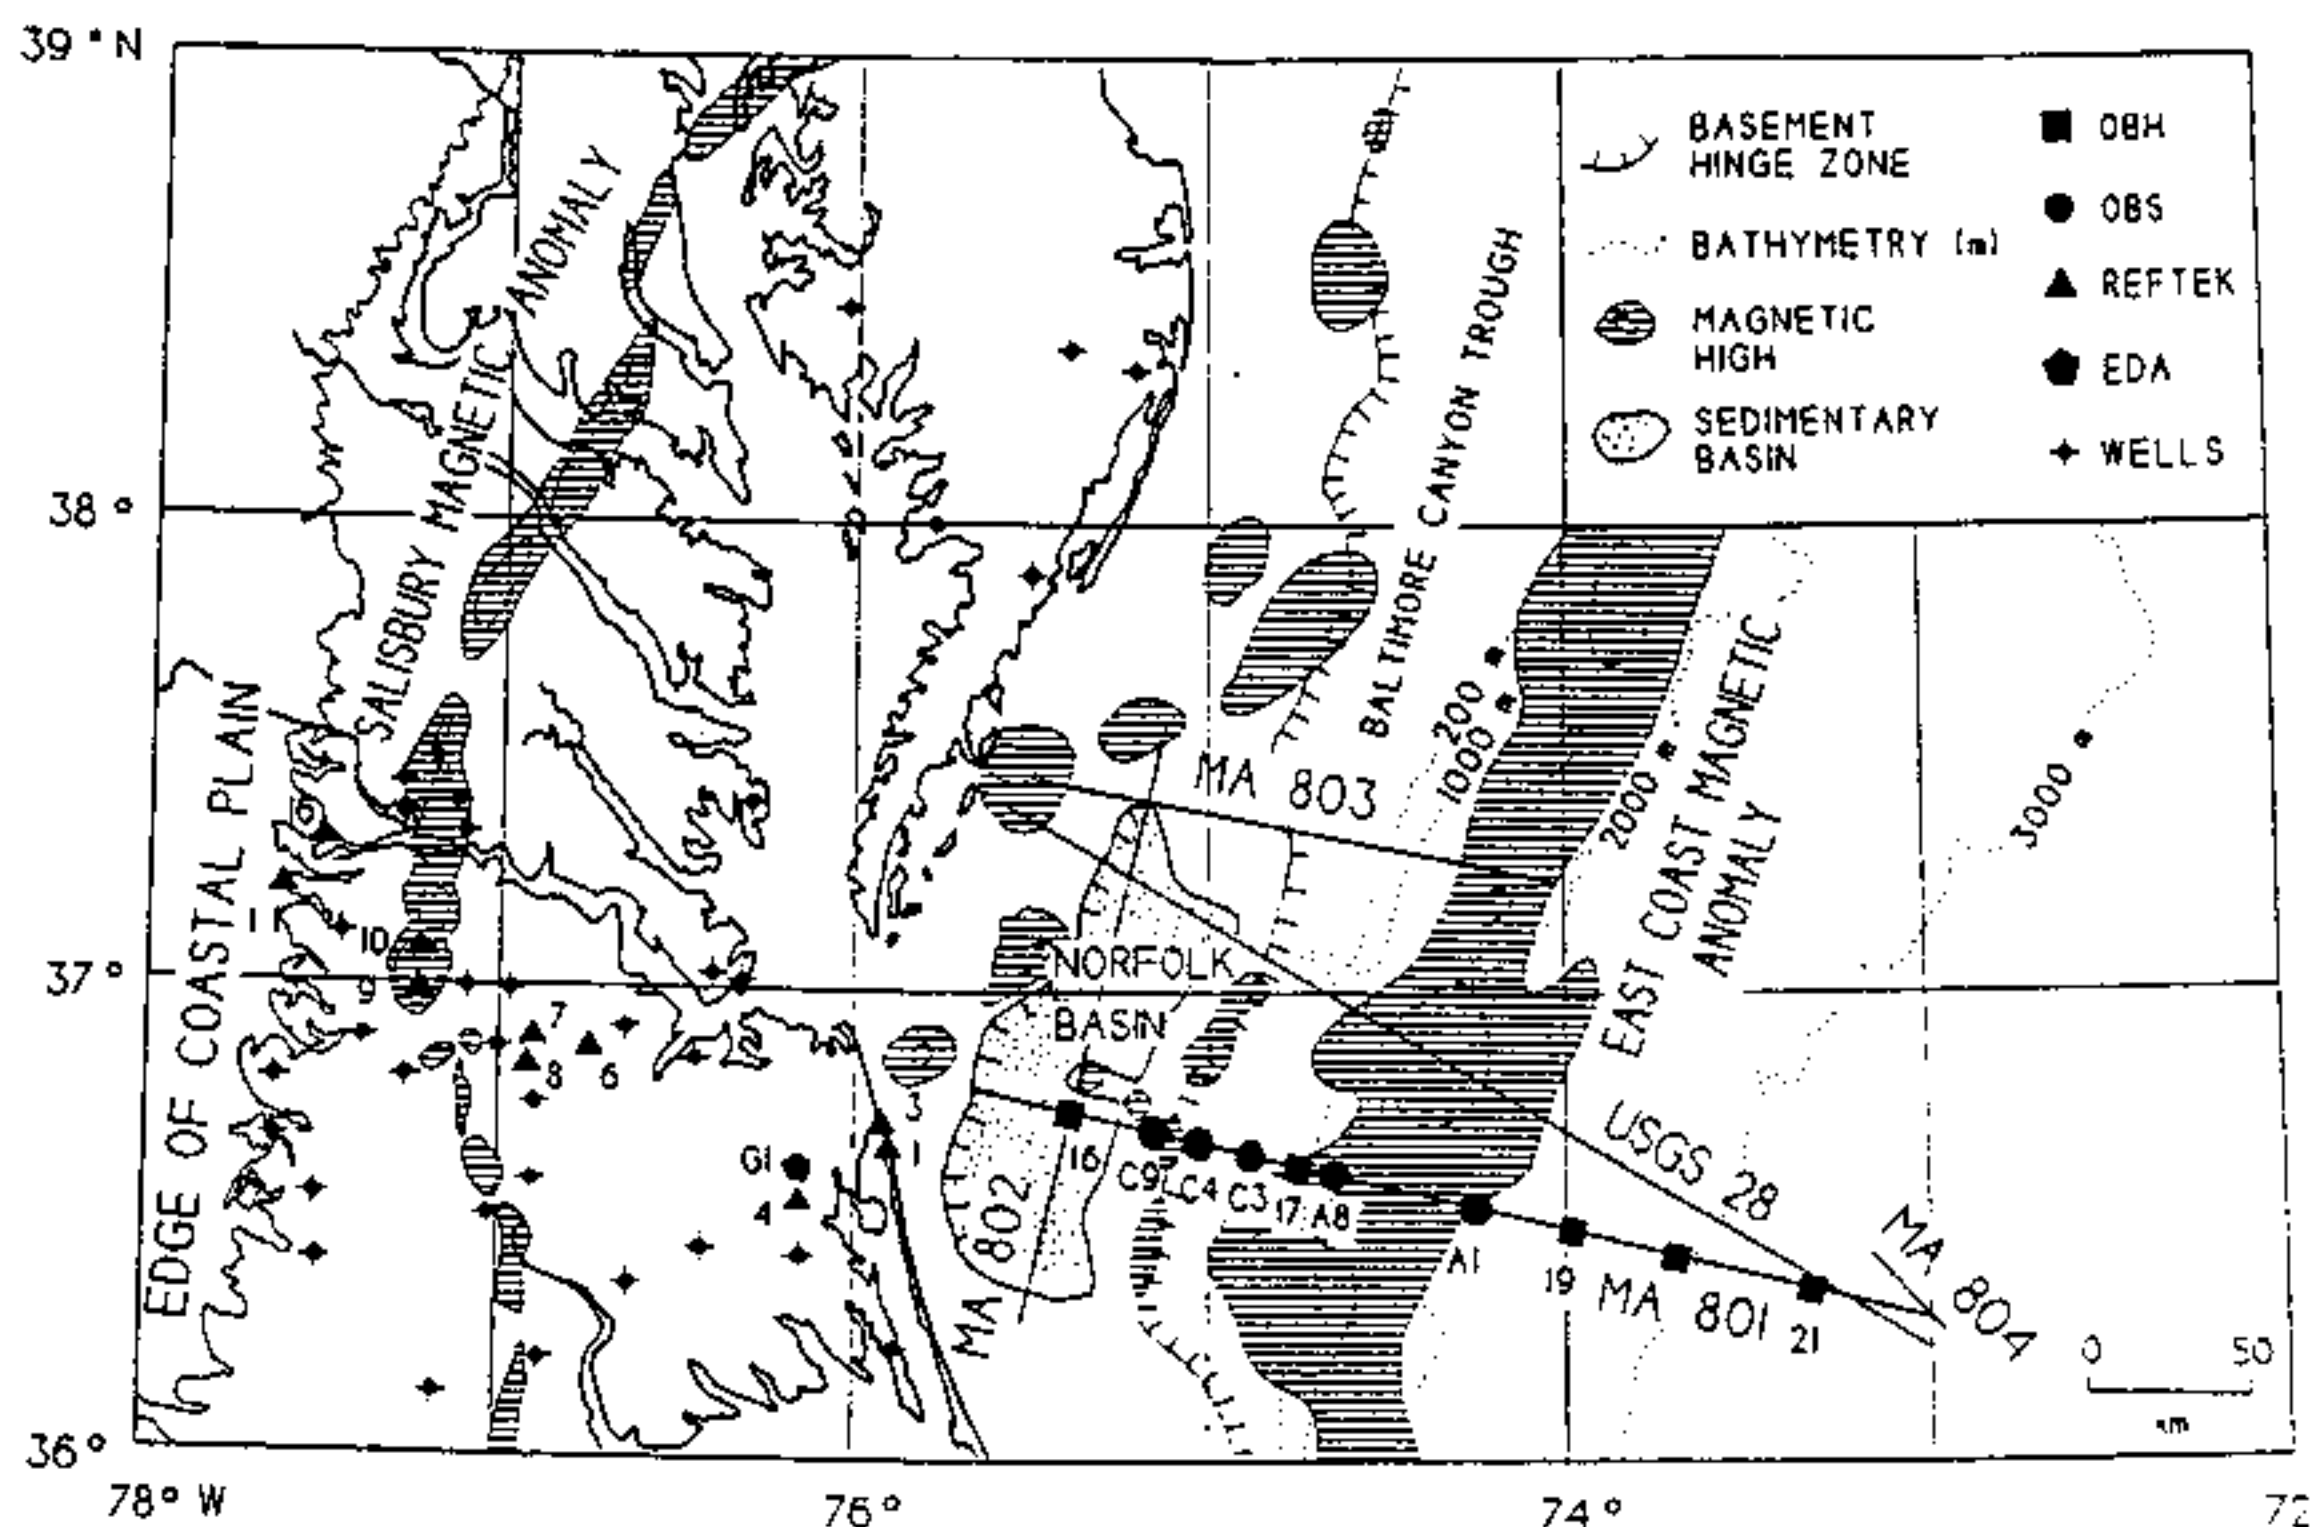 39° N
38°
37°
36°
78° W
76°
74°
72
BASEMENT
HINGE ZONE
BATHYMETRY (m)
MAGNETIC
HIGH
SEDIMENTARY
BASIN
OBH
OBS
REFTEK
EDA
WELLS
SALISBURY MAGNETIC ANOMALY
BALTIMORE CANYON TROUGH
EDGE OF COASTAL PLAIN
EAST COAST MAGNETIC
ANOMALY
200
1000
2000
3000
MA 803
NORFOLK
BASIN
USGS 28
MA 802
MA 801
MA 804
11
10
9
7
8
6
3
1
G1
4
16
C9
C4
C3
17
A8
A1
19
21
0 50
km